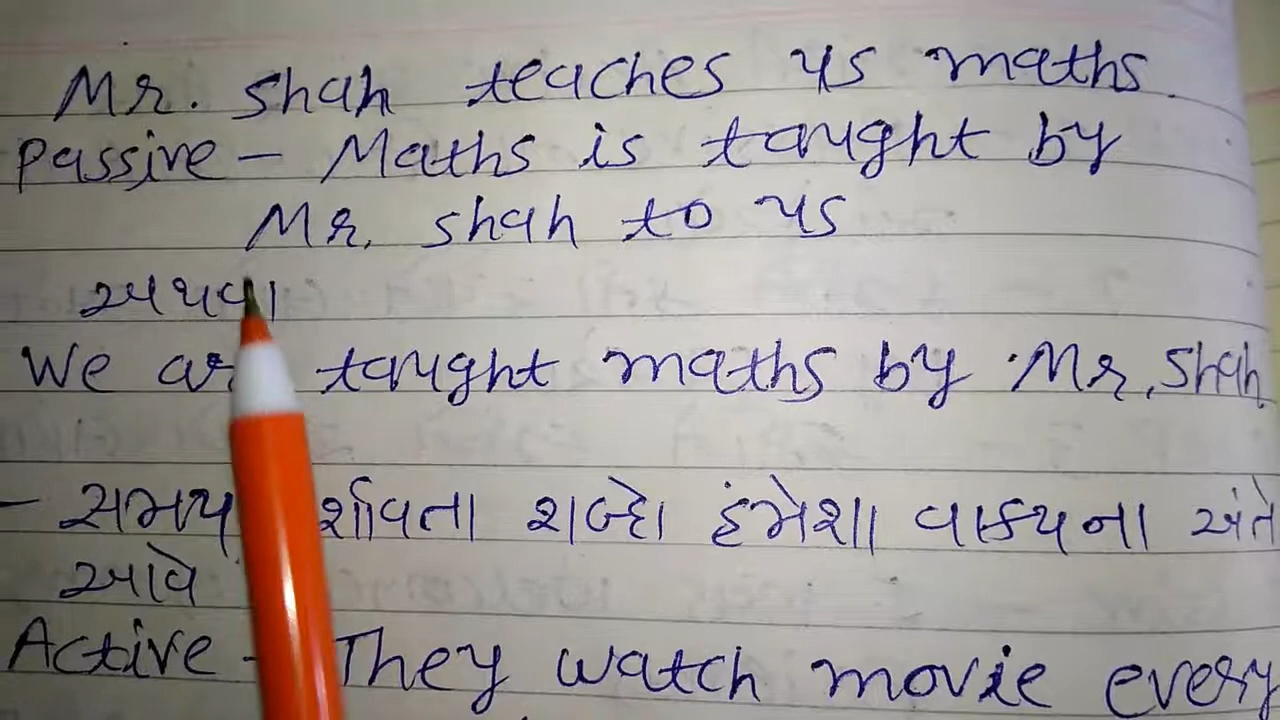 Mr. Shah teaches us maths.
Passive – Maths is taught by
Mr. Shah to us
અથવા
We are taught maths by Mr. Shah
– સમય દર્શાવતા શબ્દો હંમેશા વાક્યના અંતે
આવે
Active – They watch movie every